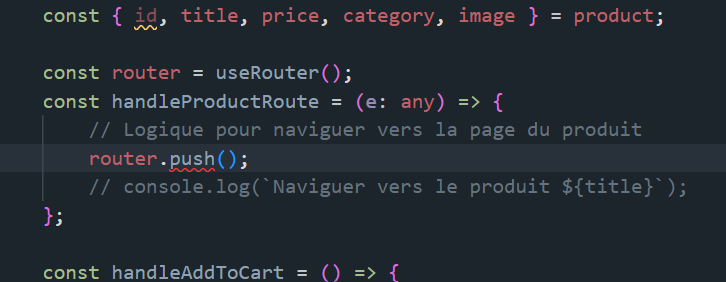 const { id, title, price, category, image } = product;
const router = useRouter();
const handleProductRoute = (e: any) => {
// Logique pour naviguer vers la page du produit
router.push();
// console.log(`Naviguer vers le produit ${title}`);
};
const handleAddToCart = () => {